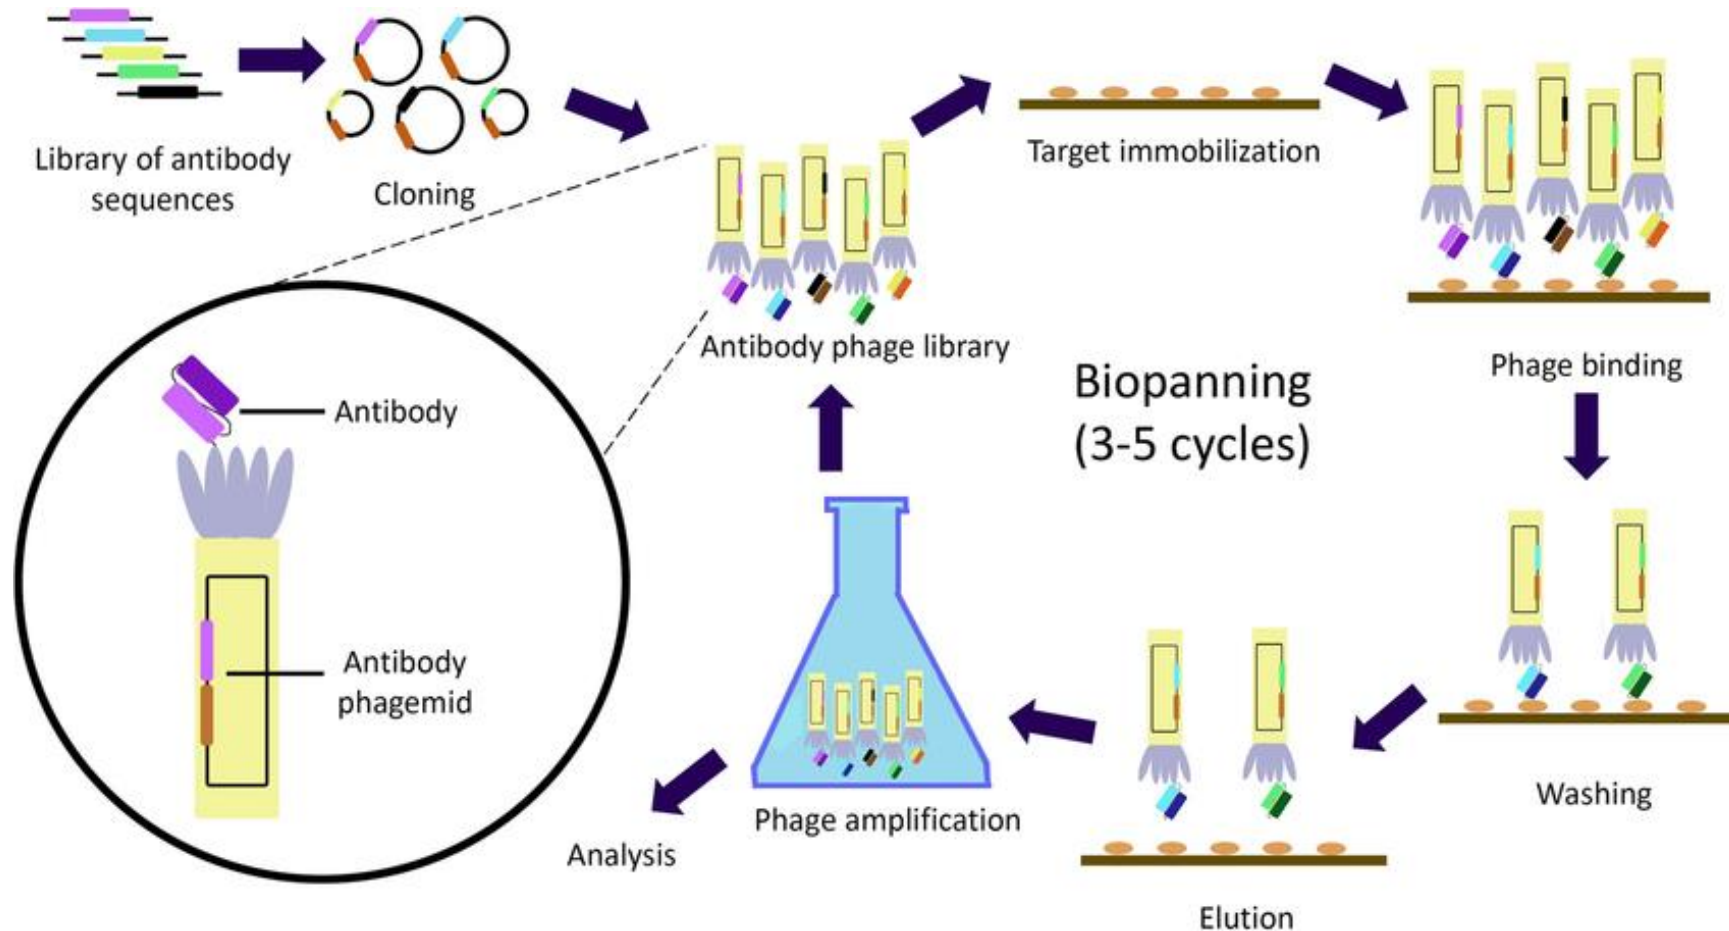 Library of antibody
sequences
Cloning
Antibody phage library
Target immobilization
Phage binding
Biopanning
(3-5 cycles)
Antibody
Antibody
phagemid
Washing
Elution
Phage amplification
Analysis